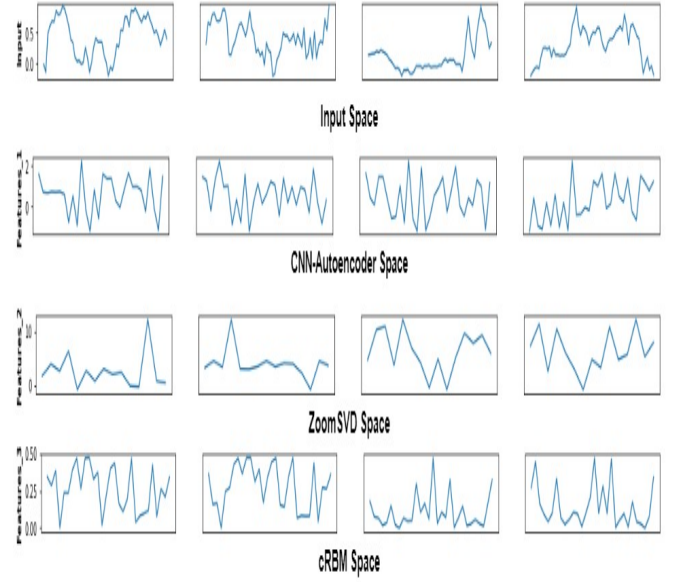 Input
0.5
0.0
Input Space
Features_1
2
0
CNN-Autoencoder Space
Features_2
10
0
ZoomSVD Space
Features_3
0.50
0.25
0.00
cRBM Space